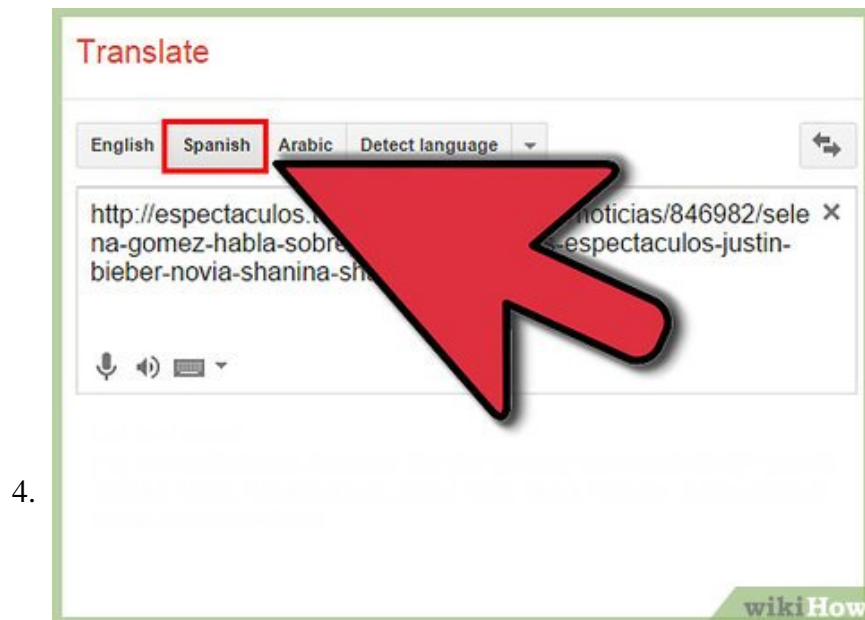 Translate
English Spanish Arabic Detect language
http://espectaculos. noticias/846982/sele
na-gomez-habla-sobre espectaculos-justin-
bieber-novia-shanina-
4.
wikiHow